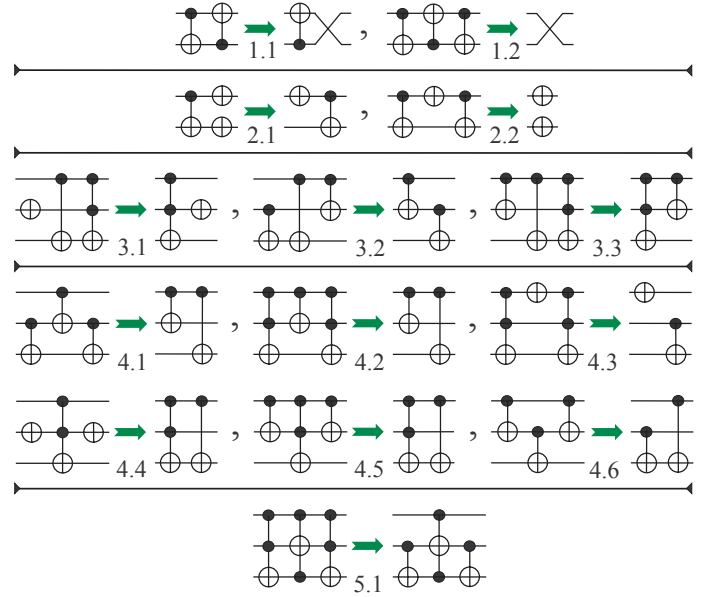 1.1 , 1.2
2.1 , 2.2
3.1 , 3.2 , 3.3
4.1 , 4.2 , 4.3
4.4 , 4.5 , 4.6
5.1